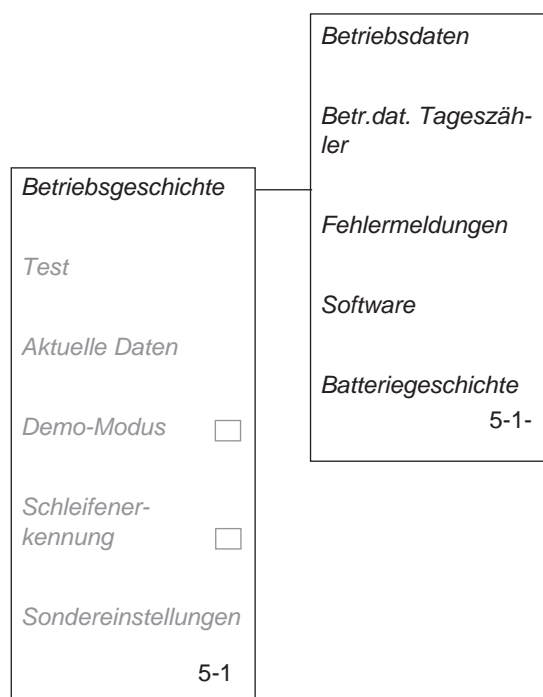 Betriebsgeschichte
Test
Aktuelle Daten
Demo-Modus
Schleifener-
kennung
Sondereinstellungen
5-1
Betriebsdaten
Betr.dat. Tageszäh-
ler
Fehlermeldungen
Software
Batteriegeschichte
5-1-